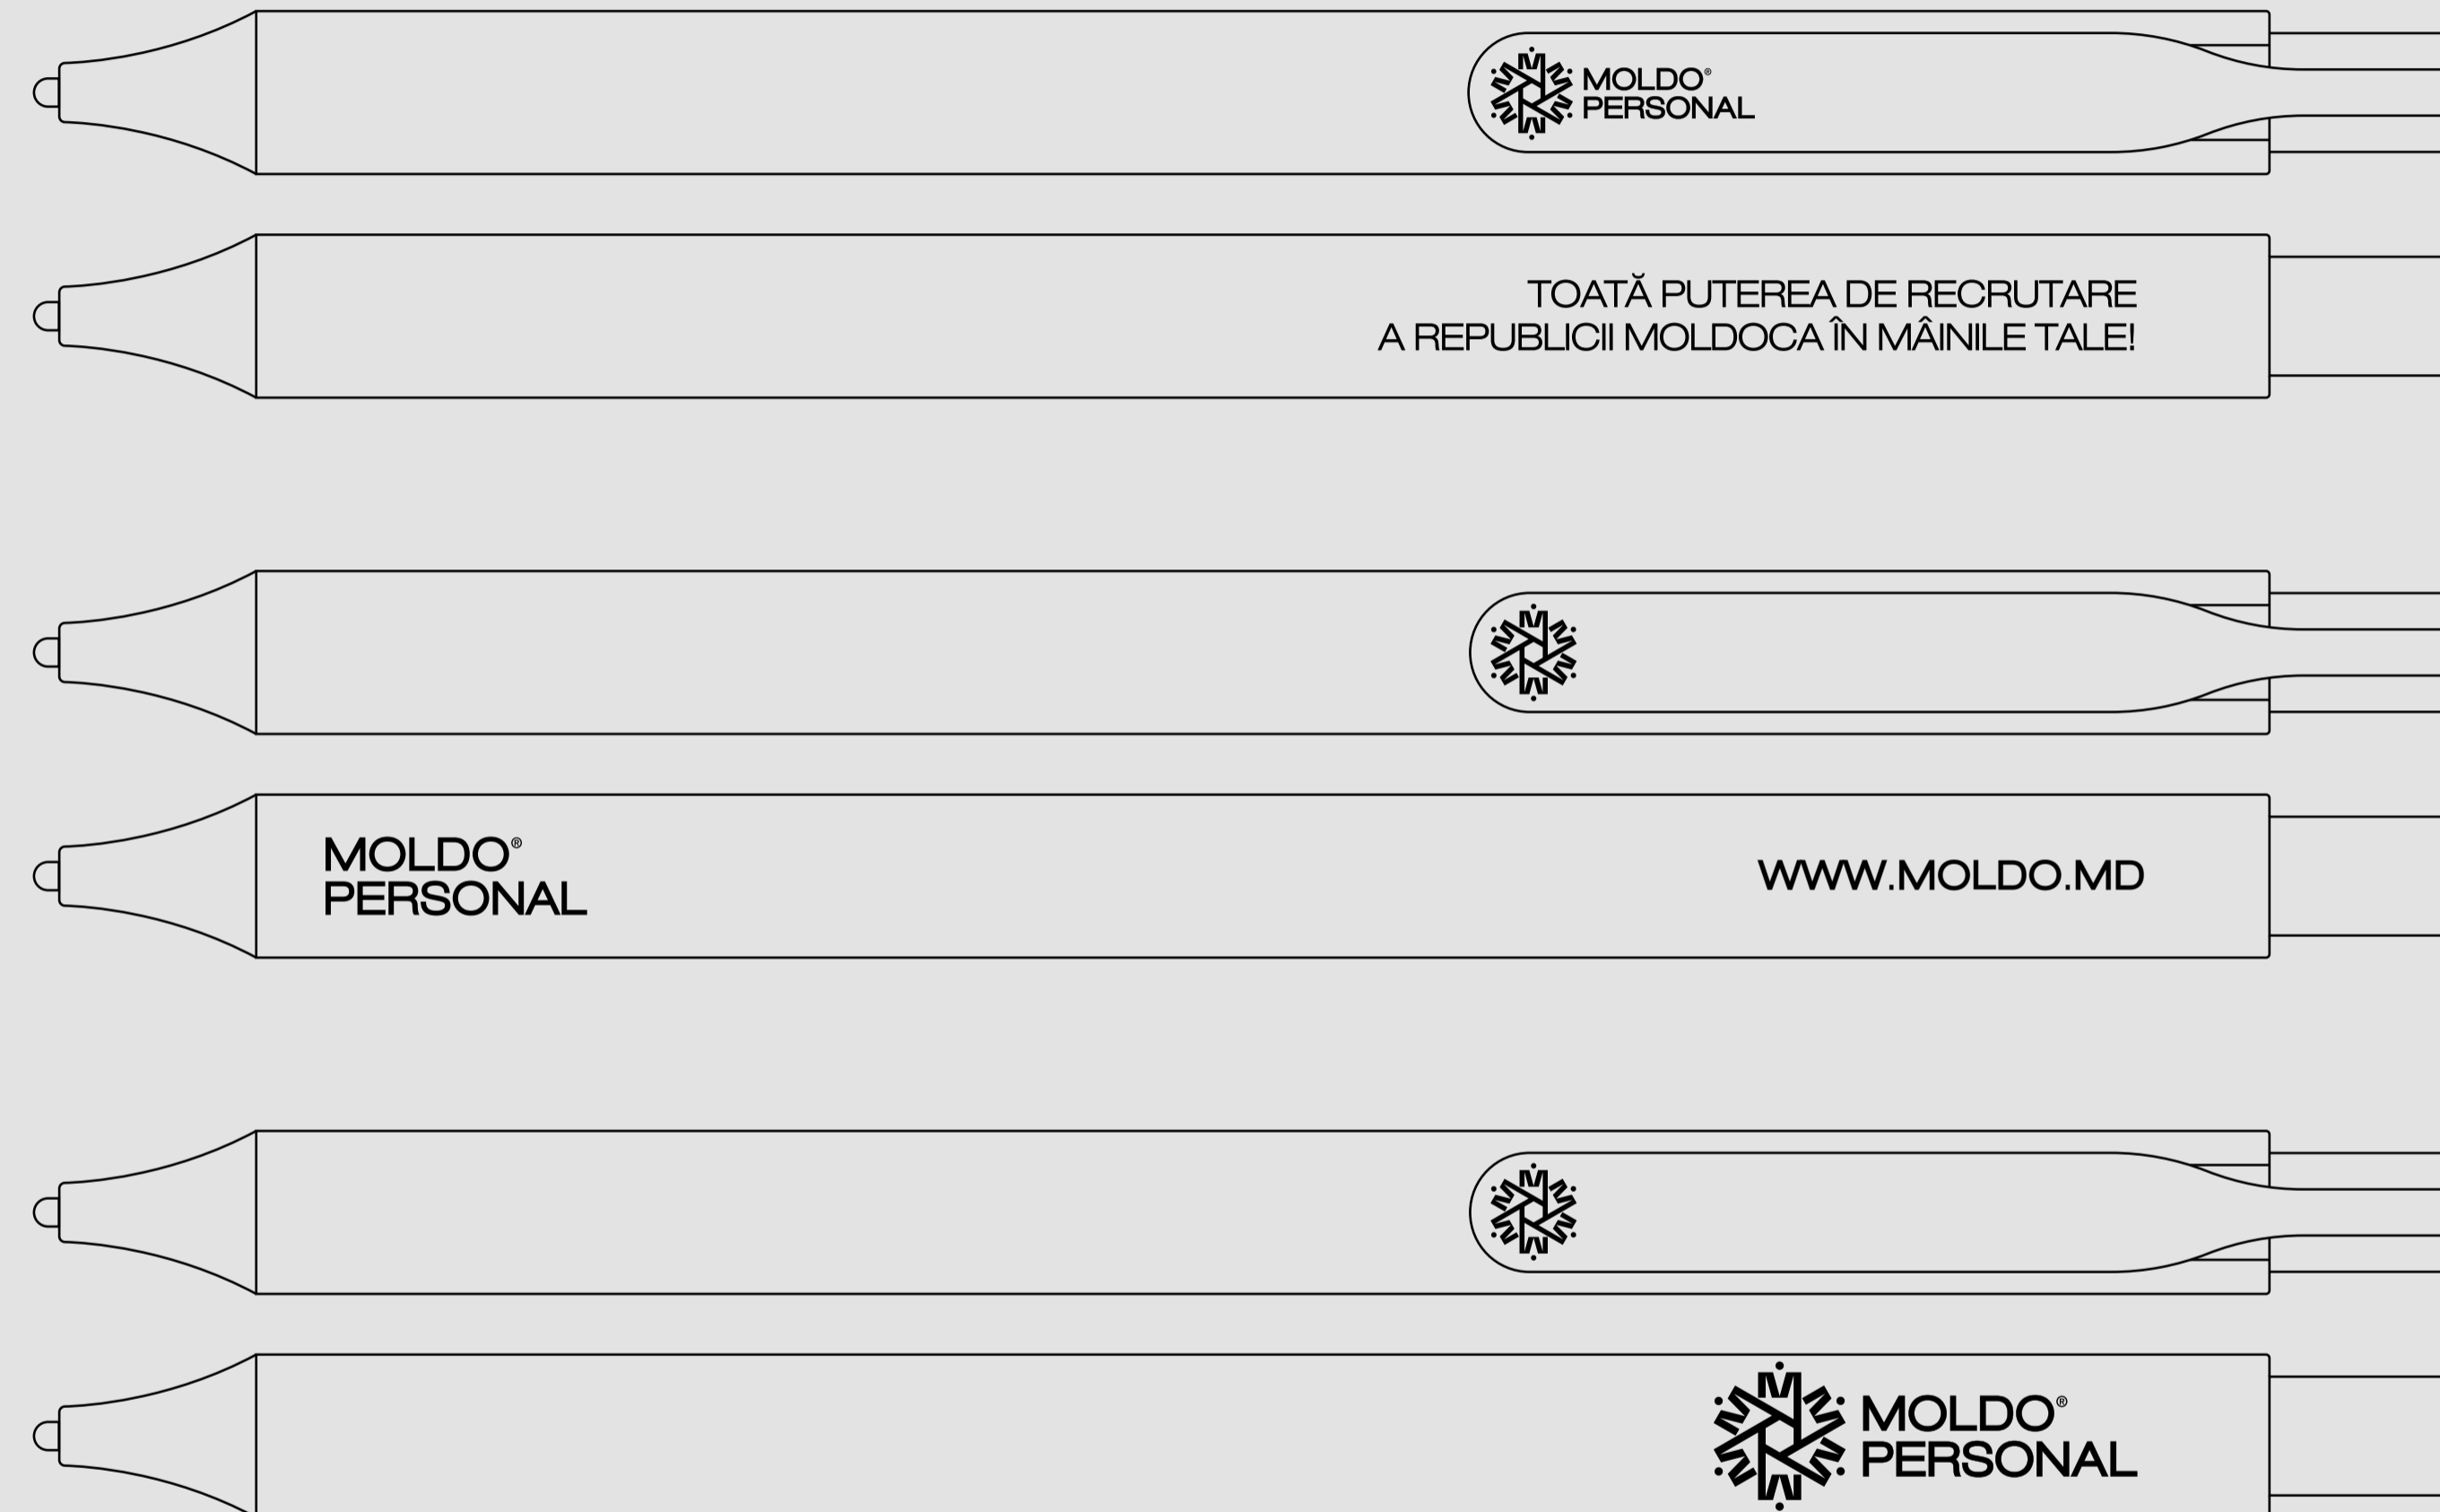 MOLDO®
PERSONAL
TOATĂ PUTEREA DE RECRUTARE
A REPUBLICII MOLDOCA ÎN MÂINILE TALE!
MOLDO®
PERSONAL
WWW.MOLDO.MD
MOLDO®
PERSONAL